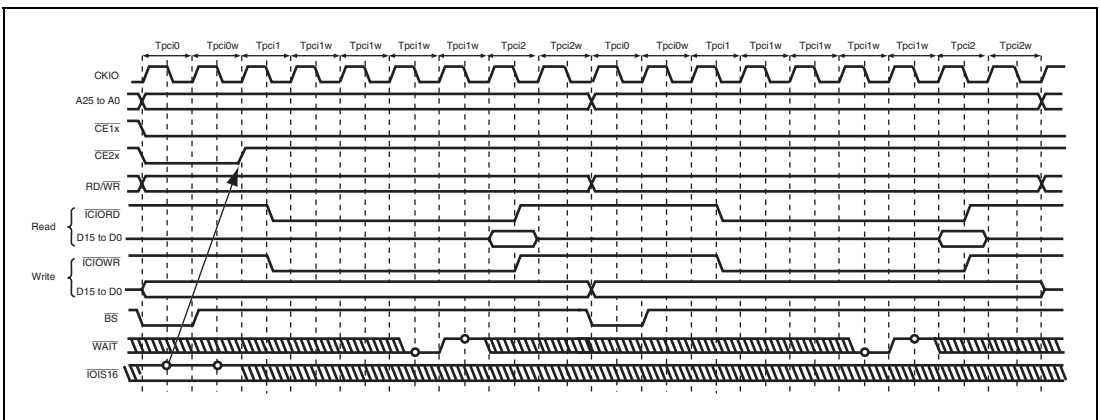 Tpci0 Tpci0w Tpci1 Tpci1w Tpci1w Tpci1w Tpci1w Tpci2 Tpci2w Tpci0 Tpci0w Tpci1 Tpci1w Tpci1w Tpci1w Tpci1w Tpci2 Tpci2w
CKIO
A25 to A0
CE1x
CE2x
RD/WR
ICIORD
Read
D15 to D0
ICIOWR
Write
D15 to D0
BS
WAIT
IOIS16